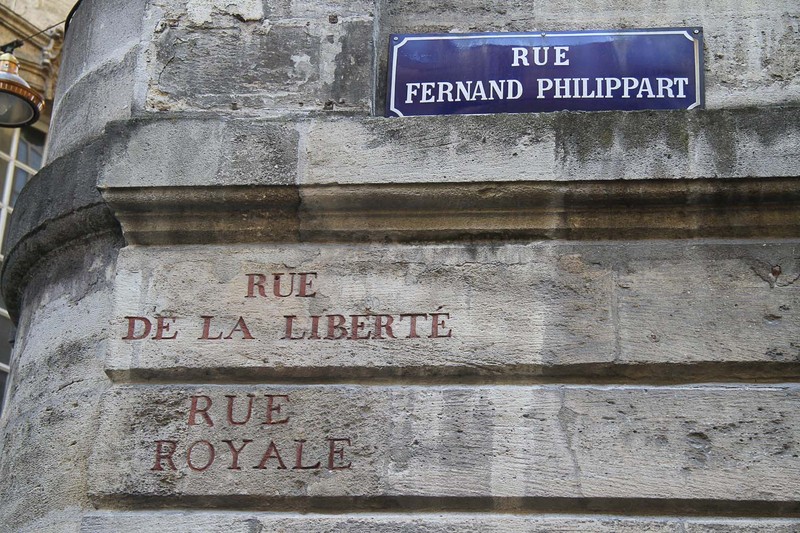 RUE
FERNAND PHILIPPART
RUE
DE LA LIBERTÉ
RUE
ROYALE